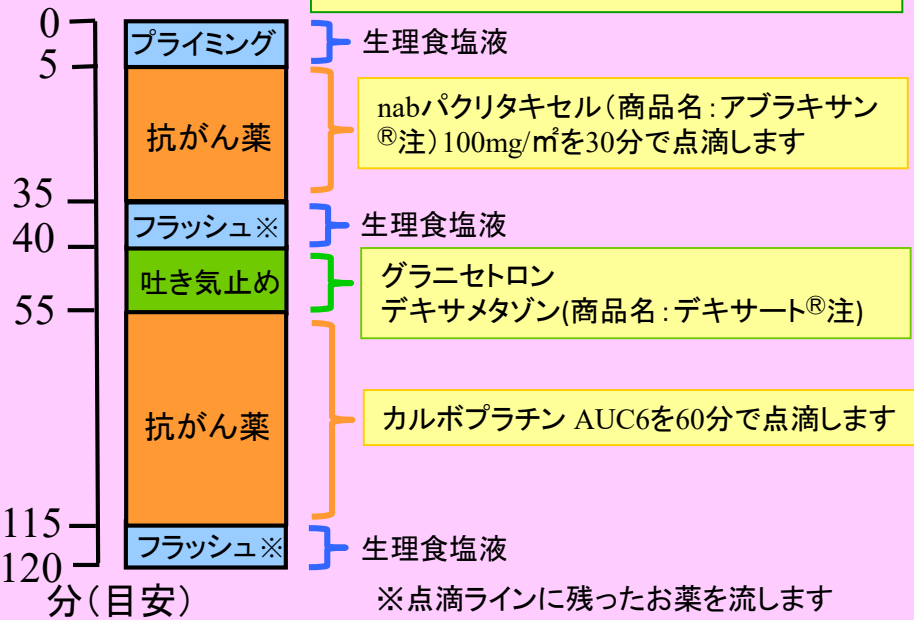 0
プライミング
生理食塩液
5
抗がん薬
nabパクリタキセル（商品名：アブラキサン
®注）100mg/㎡を30分で点滴します
35
フラッシュ※
生理食塩液
40
吐き気止め
グラニセトロン
デキサメタゾン(商品名：デキサート®注)
55
抗がん薬
カルボプラチン AUC6を60分で点滴します
115
フラッシュ※
生理食塩液
120
分（目安）
※点滴ラインに残ったお薬を流します